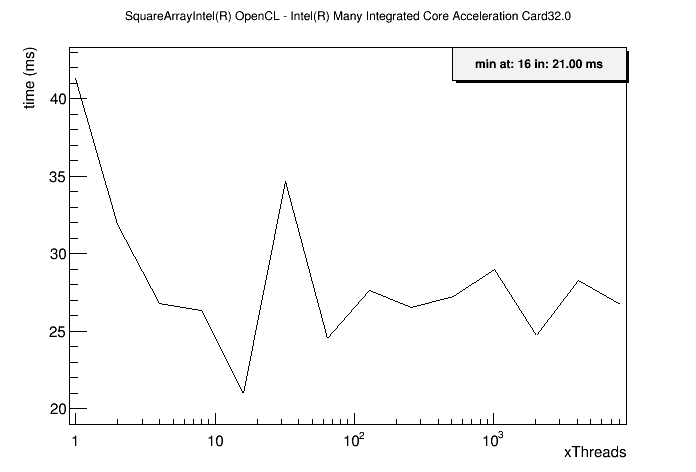 SquareArrayIntel(R) OpenCL - Intel(R) Many Integrated Core Acceleration Card32.0
min at: 16 in: 21.00 ms
time (ms)
40
35
30
25
20
1
10
10²
10³
xThreads